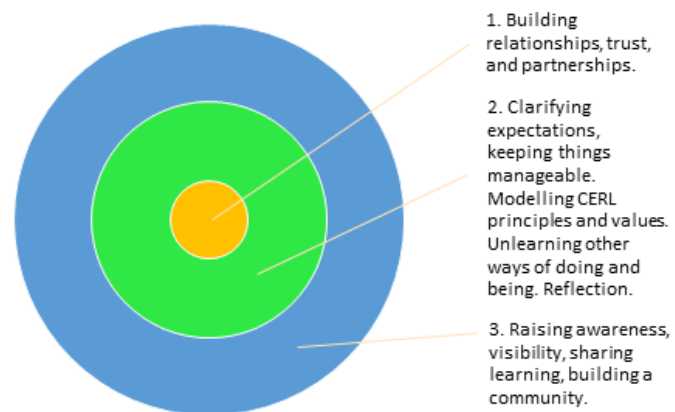 1. Building
relationships, trust,
and partnerships.
2. Clarifying
expectations,
keeping things
manageable.
Modelling CERL
principles and values.
Unlearning other
ways of doing and
being. Reflection.
3. Raising awareness,
visibility, sharing
learning, building a
community.